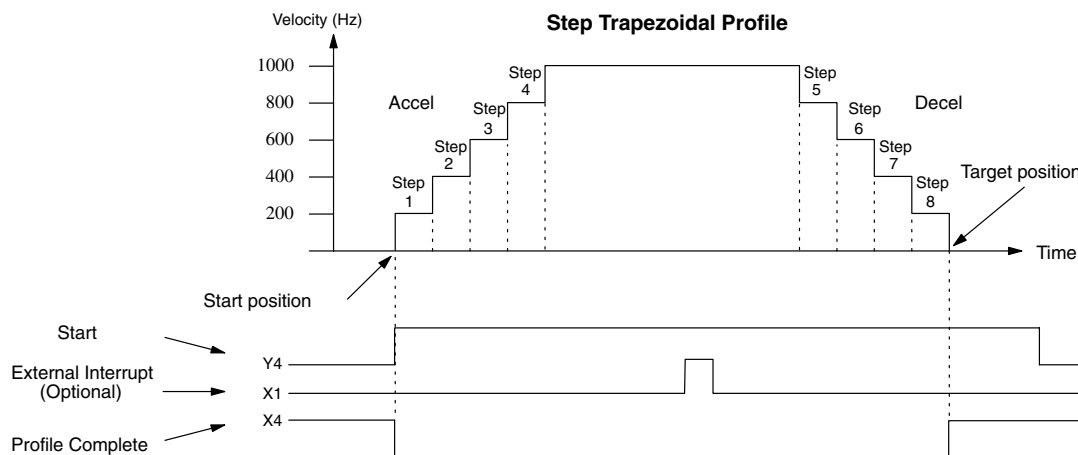 Step Trapezoidal Profile
Velocity (Hz)
1000
800
600
400
200
Accel
Step
1
Step
2
Step
3
Step
4
Step
5
Step
6
Step
7
Step
8
Decel
Target position
Time
Start position
Start
External Interrupt
(Optional)
Profile Complete
Y4
X1
X4